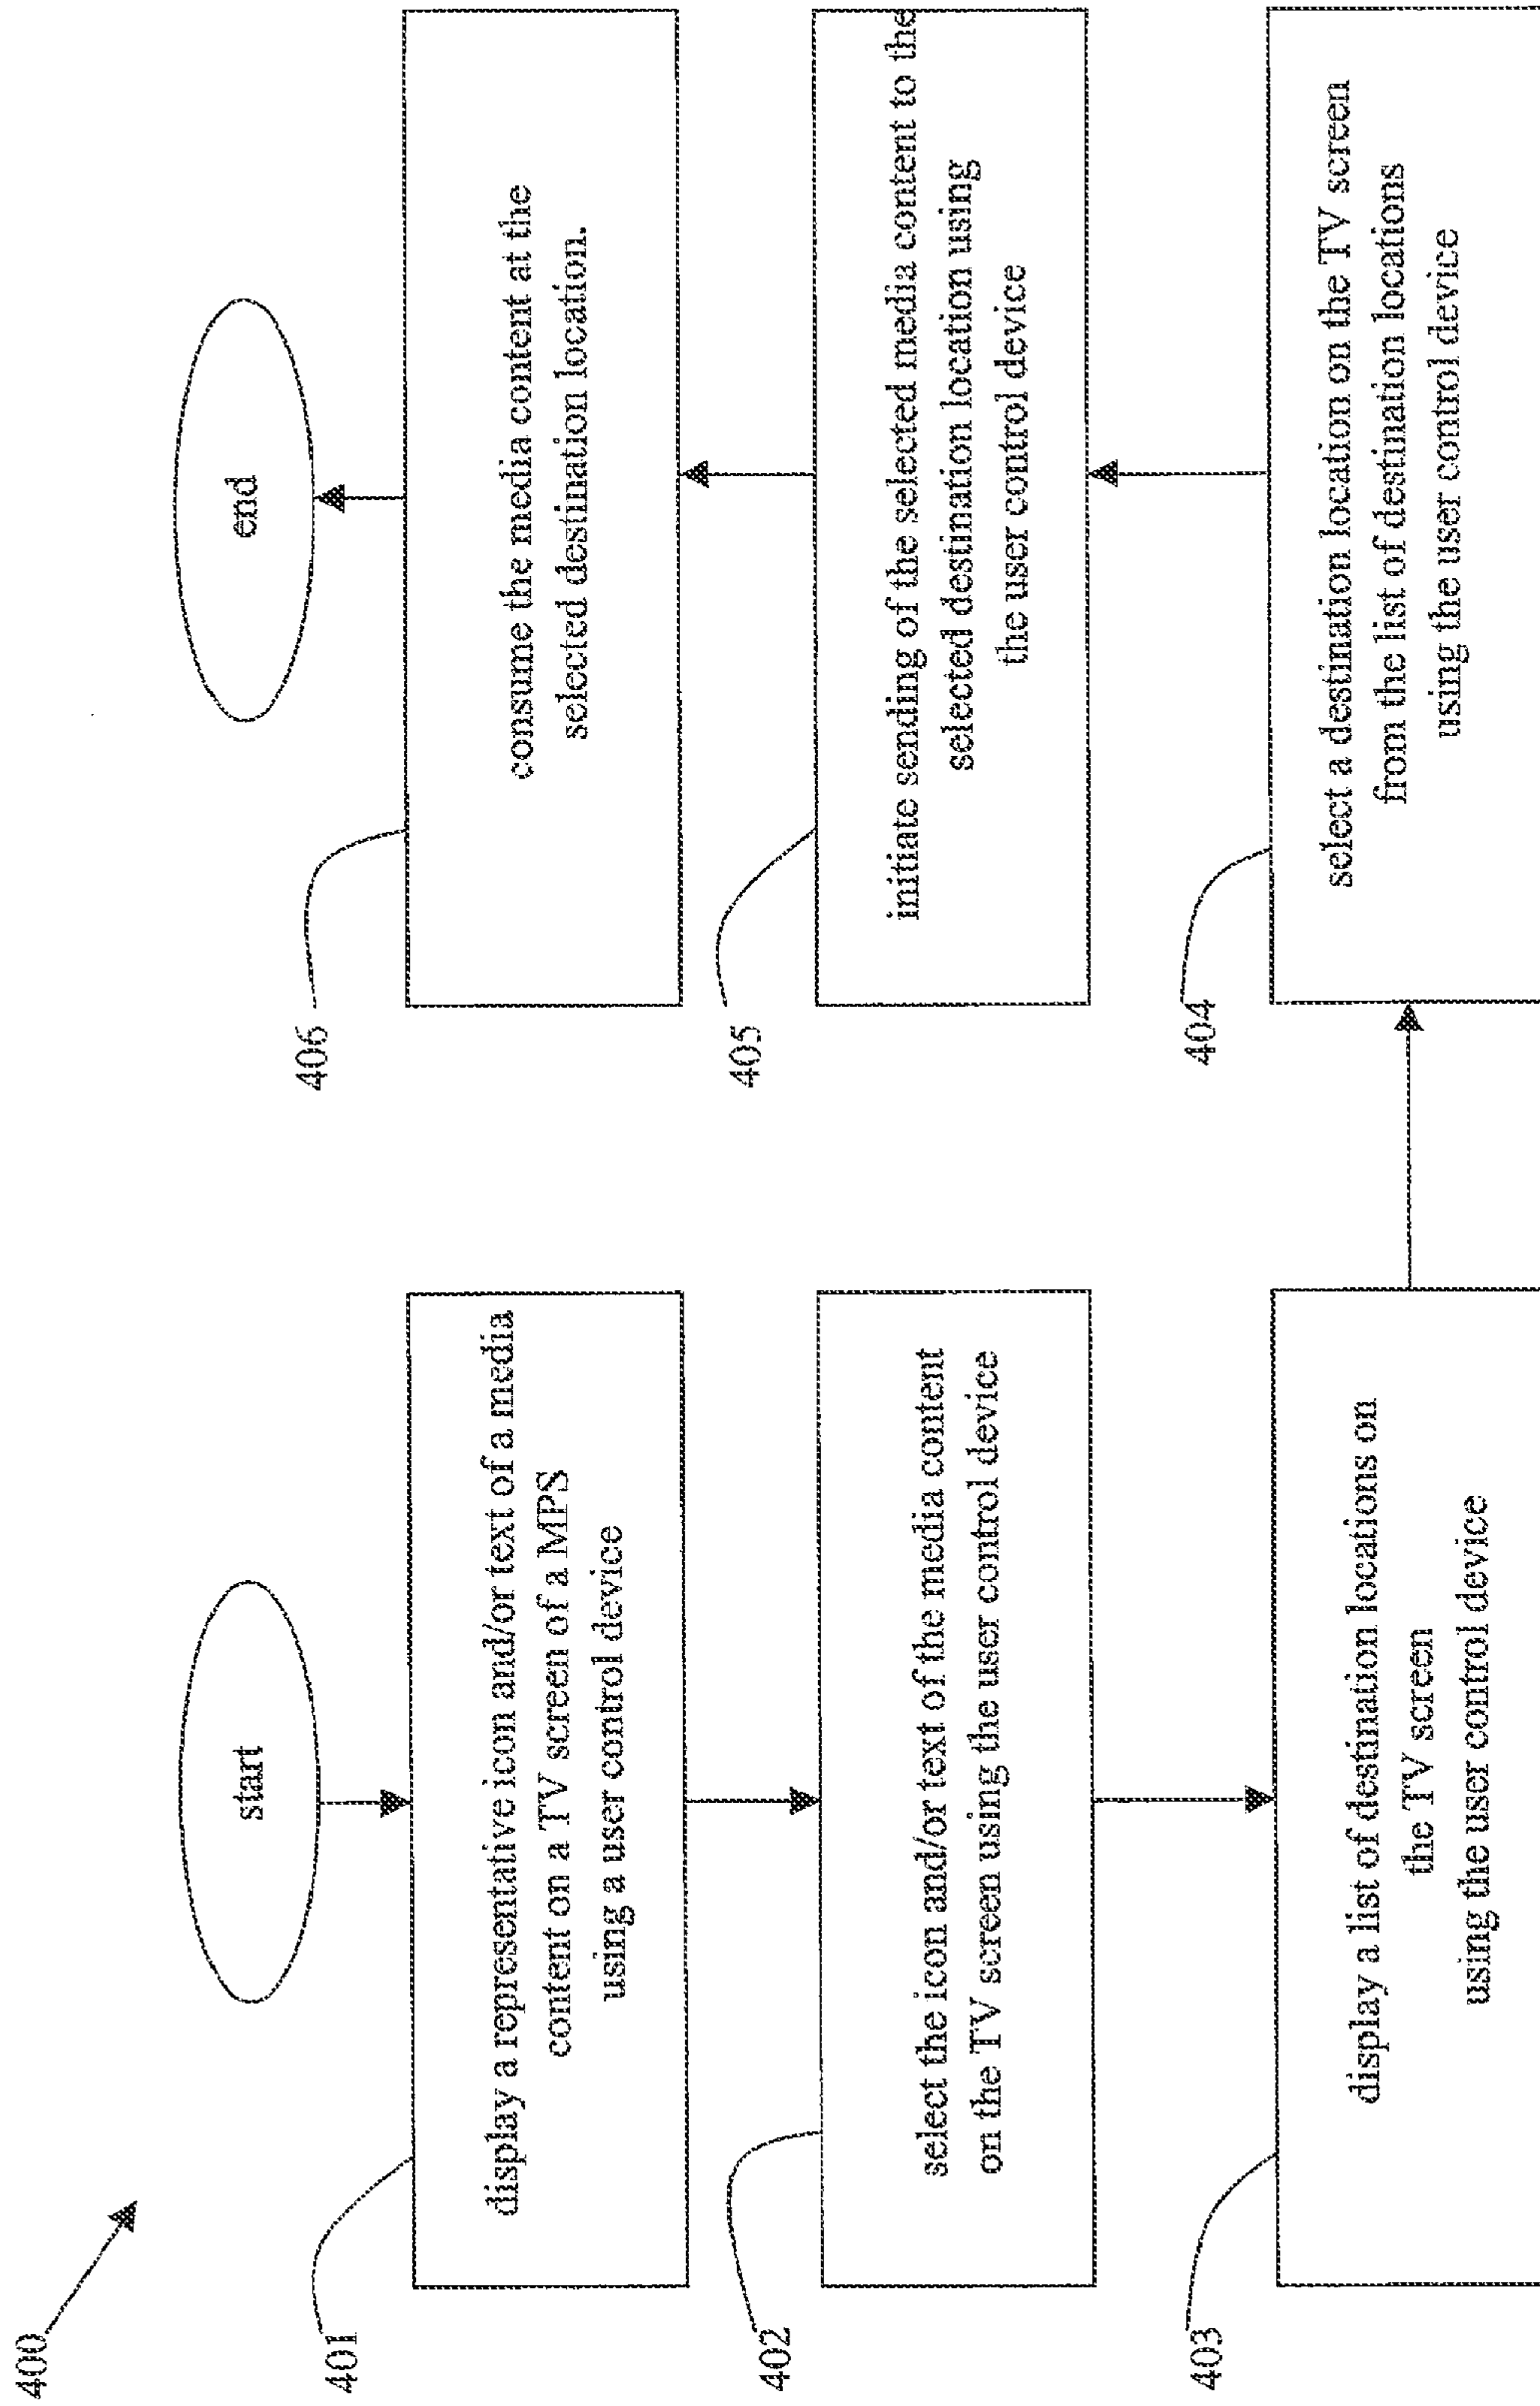 400
start
401
display a representative icon and/or text of a media
content on a TV screen of a MPS
using a user control device
402
select the icon and/or text of the media content
on the TV screen using the user control device
403
display a list of destination locations on
the TV screen
using the user control device
404
select a destination location on the TV screen
from the list of destination locations
using the user control device
405
initiate sending of the selected media content to the
selected destination location using
the user control device
406
consume the media content at the
selected destination location.
end